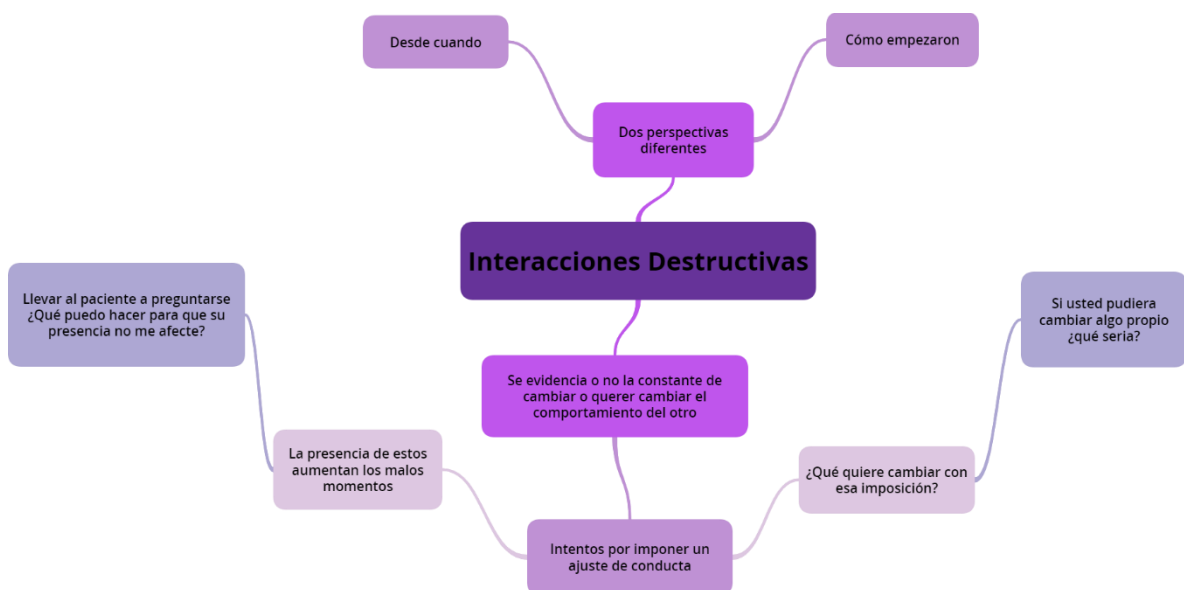 Desde cuando
Cómo empezaron
Dos perspectivas
diferentes
Interacciones Destructivas
Llevar al paciente a preguntarse
¿Qué puedo hacer para que su
presencia no me afecte?
Si usted pudiera
cambiar algo propio
¿qué seria?
Se evidencia o no la constante de
cambiar o querer cambiar el
comportamiento del otro
La presencia de estos
aumentan los malos
momentos
¿Qué quiere cambiar con
esa imposición?
Intentos por imponer un
ajuste de conducta